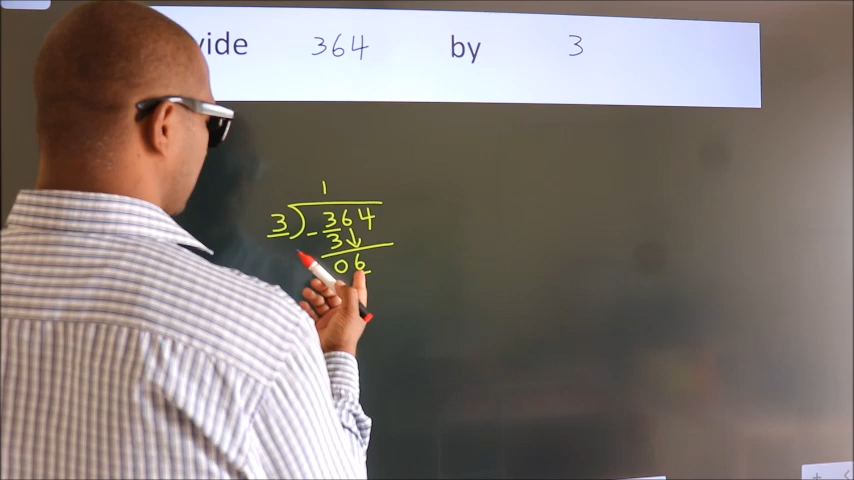 vide 364 by 3
1
3) 364
- 3 ↓
06